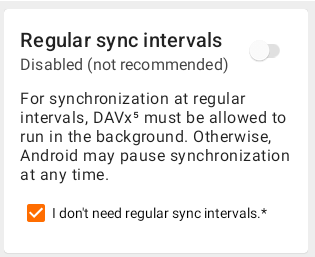 Regular sync intervals
Disabled (not recommended)
For synchronization at regular
intervals, DAVx⁵ must be allowed to
run in the background. Otherwise,
Android may pause synchronization
at any time.
I don't need regular sync intervals.*